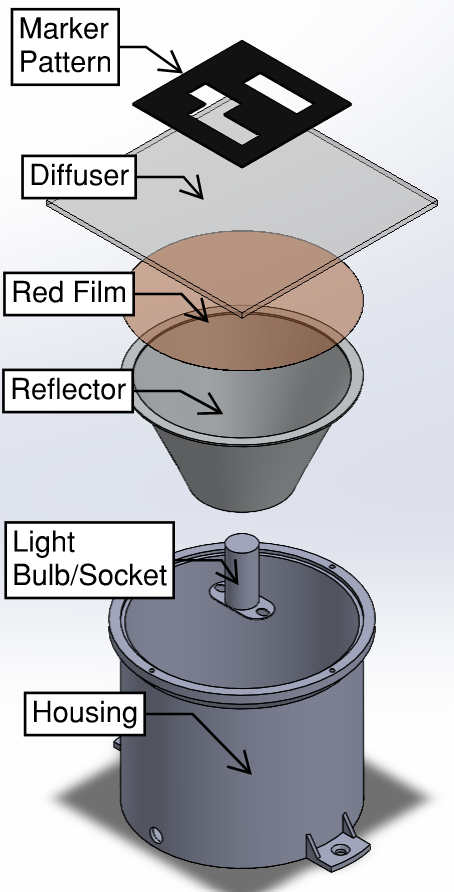 Marker
Pattern
Diffuser
Red Film
Reflector
Light
Bulb/Socket
Housing